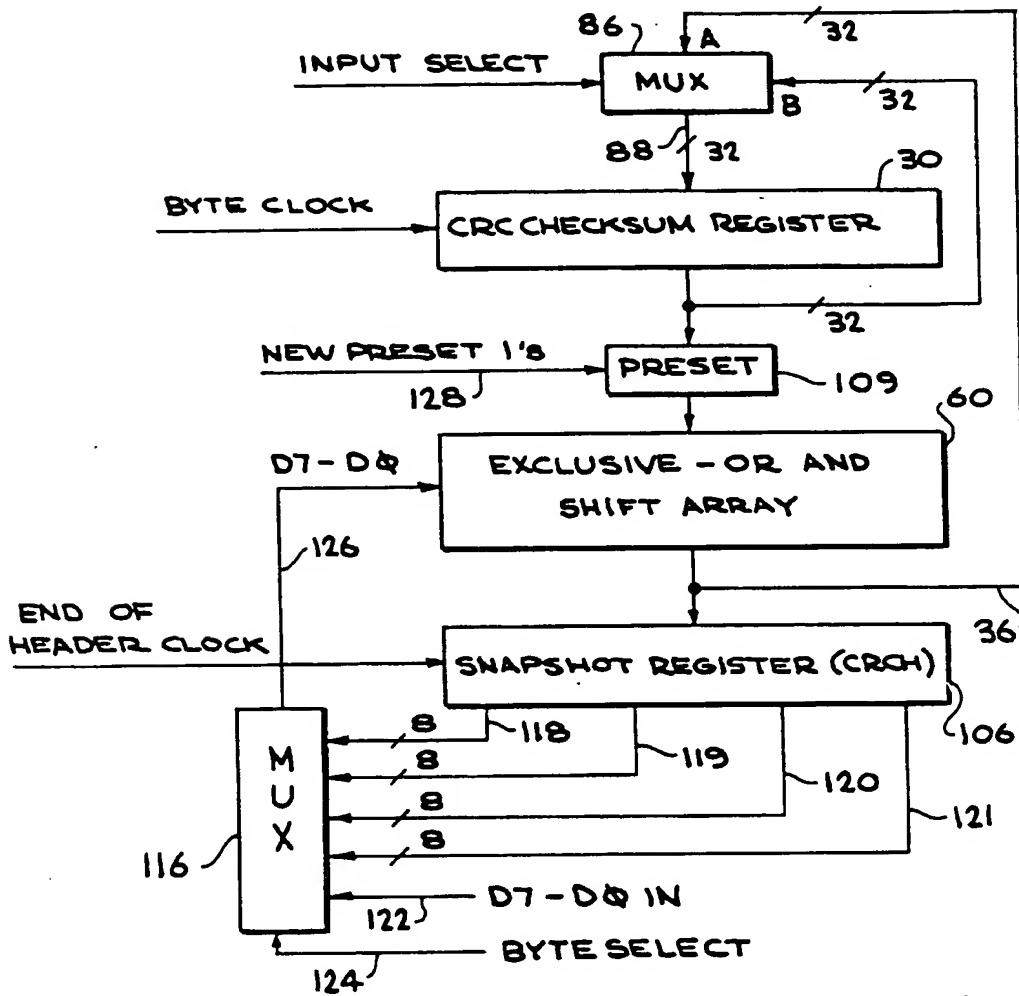 86
32
A
INPUT SELECT
MUX
B
32
88
32
30
BYTE CLOCK
CRC CHECKSUM REGISTER
32
NEW PRESET 1'S
PRESET
128
109
60
D7-DØ
EXCLUSIVE-OR AND
SHIFT ARRAY
126
END OF
HEADER CLOCK
36
SNAPSHOT REGISTER (CRCH)
106
8
118
MUX
8
119
8
120
8
121
116
D7-DØ IN
122
BYTE SELECT
124